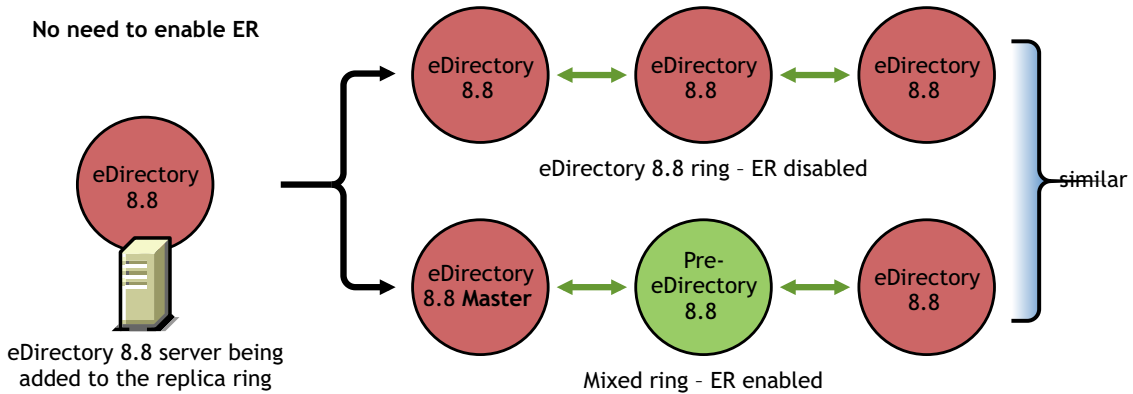 No need to enable ER
eDirectory
8.8
eDirectory 8.8 server being
added to the replica ring
eDirectory
8.8
eDirectory
8.8
eDirectory
8.8
eDirectory 8.8 ring – ER disabled
eDirectory
8.8 Master
Pre-
eDirectory
8.8
eDirectory
8.8
Mixed ring – ER enabled
similar